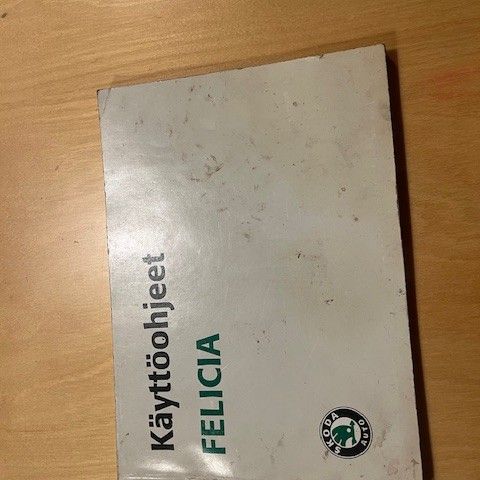 Käyttöohjeet
FELICIA
SKODA
AUTO